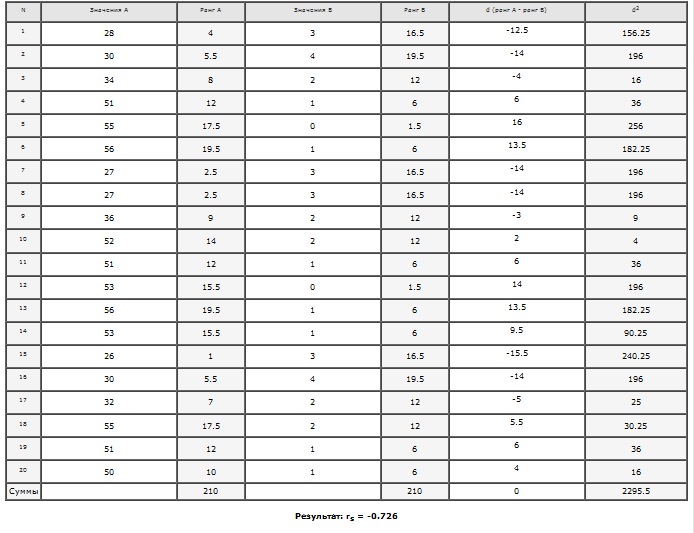 N Значения А Ранг А Значения В Ранг В d (ранг А - ранг В) d²
1 28 4 3 16.5 -12.5 156.25
2 30 5.5 4 19.5 -14 196
3 34 8 2 12 -4 16
4 51 12 1 6 6 36
5 55 17.5 0 1.5 16 256
6 56 19.5 1 6 13.5 182.25
7 27 2.5 3 16.5 -14 196
8 27 2.5 3 16.5 -14 196
9 36 9 2 12 -3 9
10 52 14 2 12 2 4
11 51 12 1 6 6 36
12 53 15.5 0 1.5 14 196
13 56 19.5 1 6 13.5 182.25
14 53 15.5 1 6 9.5 90.25
15 26 1 3 16.5 -15.5 240.25
16 30 5.5 4 19.5 -14 196
17 32 7 2 12 -5 25
18 55 17.5 2 12 5.5 30.25
19 51 12 1 6 6 36
20 50 10 1 6 4 16
Суммы 210 210 0 2295.5
Результат: rs = -0.726